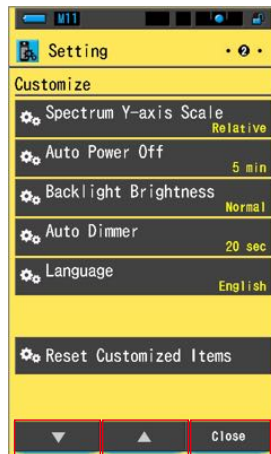 M11
Setting
· 2 ·
Customize
Spectrum Y-axis Scale
Relative
Auto Power Off
5 min
Backlight Brightness
Normal
Auto Dimmer
20 sec
Language
English
Reset Customized Items
▼ ▲ Close